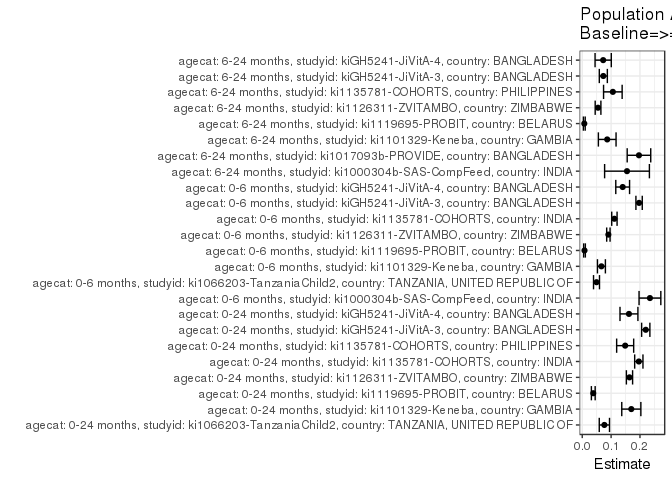 Population
Baseline=>
agecat: 6-24 months, studyid: kiGH5241-JiVitA-4, country: BANGLADESH
agecat: 6-24 months, studyid: kiGH5241-JiVitA-3, country: BANGLADESH
agecat: 6-24 months, studyid: ki1135781-COHORTS, country: PHILIPPINES
agecat: 6-24 months, studyid: ki1126311-ZVITAMBO, country: ZIMBABWE
agecat: 6-24 months, studyid: ki1119695-PROBIT, country: BELARUS
agecat: 6-24 months, studyid: ki1101329-Keneba, country: GAMBIA
agecat: 6-24 months, studyid: ki1017093b-PROVIDE, country: BANGLADESH
agecat: 6-24 months, studyid: ki1000304b-SAS-CompFeed, country: INDIA
agecat: 0-6 months, studyid: kiGH5241-JiVitA-4, country: BANGLADESH
agecat: 0-6 months, studyid: kiGH5241-JiVitA-3, country: BANGLADESH
agecat: 0-6 months, studyid: ki1135781-COHORTS, country: INDIA
agecat: 0-6 months, studyid: ki1126311-ZVITAMBO, country: ZIMBABWE
agecat: 0-6 months, studyid: ki1119695-PROBIT, country: BELARUS
agecat: 0-6 months, studyid: ki1101329-Keneba, country: GAMBIA
agecat: 0-6 months, studyid: ki1066203-TanzaniaChild2, country: TANZANIA, UNITED REPUBLIC OF
agecat: 0-6 months, studyid: ki1000304b-SAS-CompFeed, country: INDIA
agecat: 0-24 months, studyid: kiGH5241-JiVitA-4, country: BANGLADESH
agecat: 0-24 months, studyid: kiGH5241-JiVitA-3, country: BANGLADESH
agecat: 0-24 months, studyid: ki1135781-COHORTS, country: PHILIPPINES
agecat: 0-24 months, studyid: ki1135781-COHORTS, country: INDIA
agecat: 0-24 months, studyid: ki1126311-ZVITAMBO, country: ZIMBABWE
agecat: 0-24 months, studyid: ki1119695-PROBIT, country: BELARUS
agecat: 0-24 months, studyid: ki1101329-Keneba, country: GAMBIA
agecat: 0-24 months, studyid: ki1066203-TanzaniaChild2, country: TANZANIA, UNITED REPUBLIC OF
0.0 0.1 0.2
Estimate